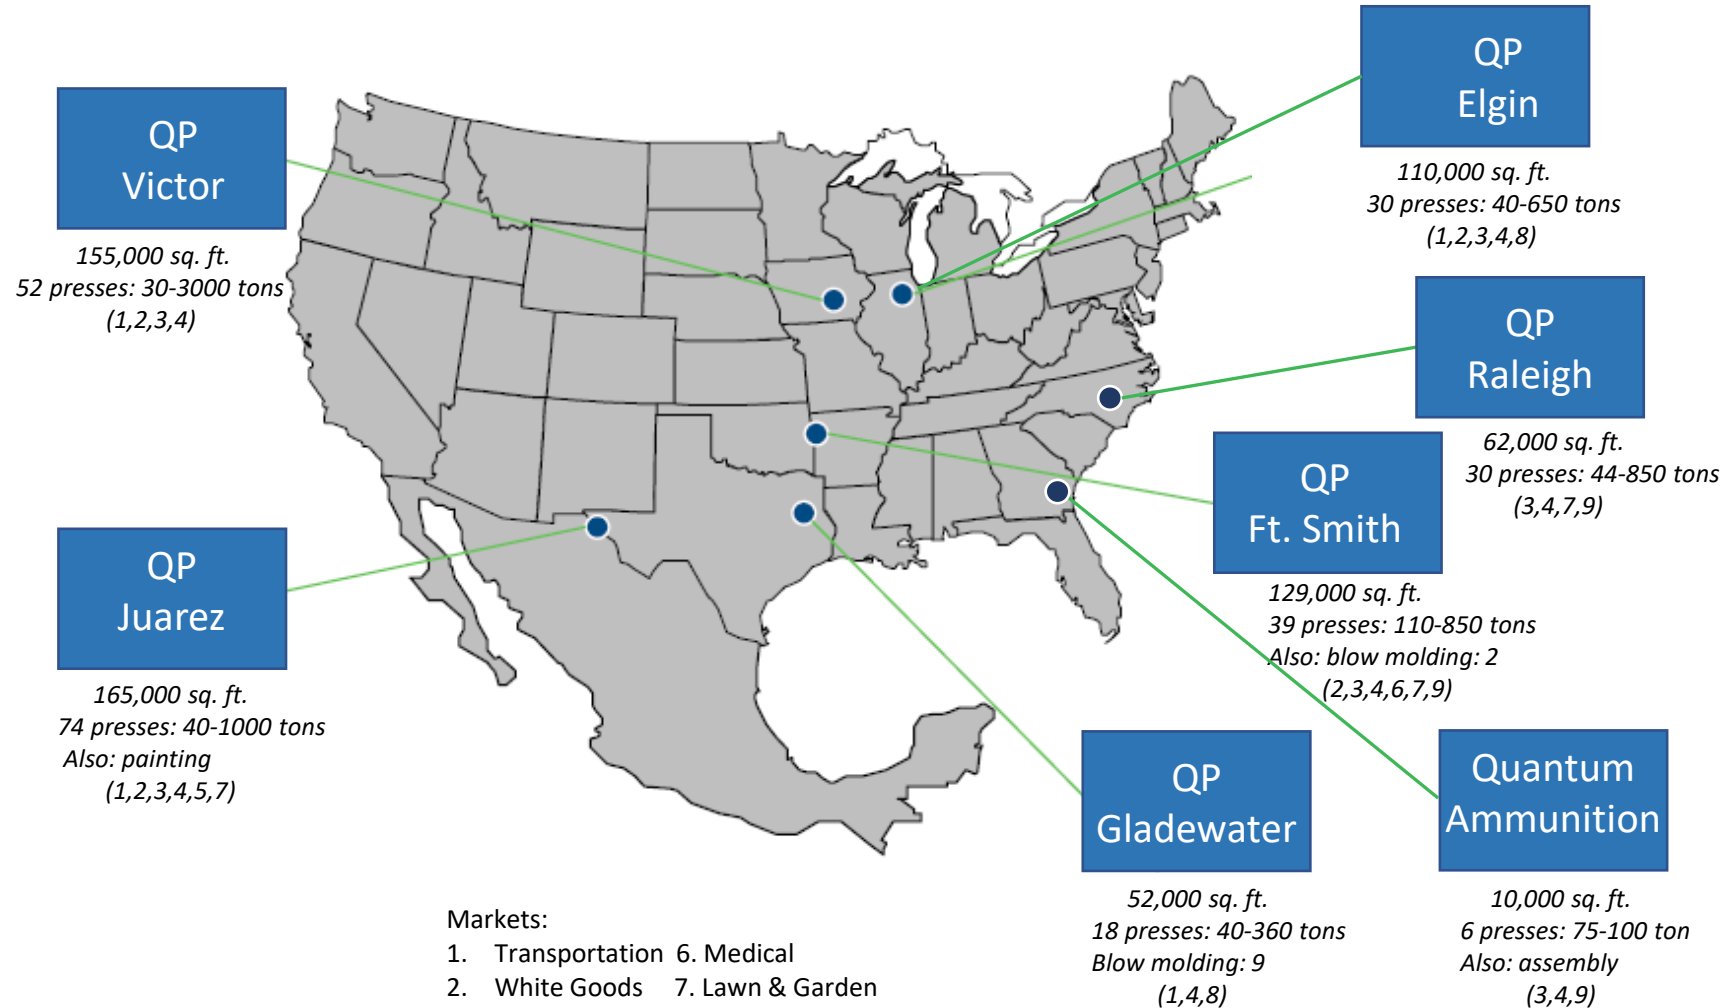 QP
Victor
155,000 sq. ft.
52 presses: 30-3000 tons
(1,2,3,4)
QP
Elgin
110,000 sq. ft.
30 presses: 40-650 tons
(1,2,3,4,8)
QP
Raleigh
62,000 sq. ft.
30 presses: 44-850 tons
(3,4,7,9)
QP
Ft. Smith
129,000 sq. ft.
39 presses: 110-850 tons
Also: blow molding: 2
(2,3,4,6,7,9)
QP
Juarez
165,000 sq. ft.
74 presses: 40-1000 tons
Also: painting
(1,2,3,4,5,7)
QP
Gladewater
52,000 sq. ft.
18 presses: 40-360 tons
Blow molding: 9
(1,4,8)
Quantum
Ammunition
10,000 sq. ft.
6 presses: 75-100 ton
Also: assembly
(3,4,9)
Markets:
1. Transportation 6. Medical
2. White Goods 7. Lawn & Garden